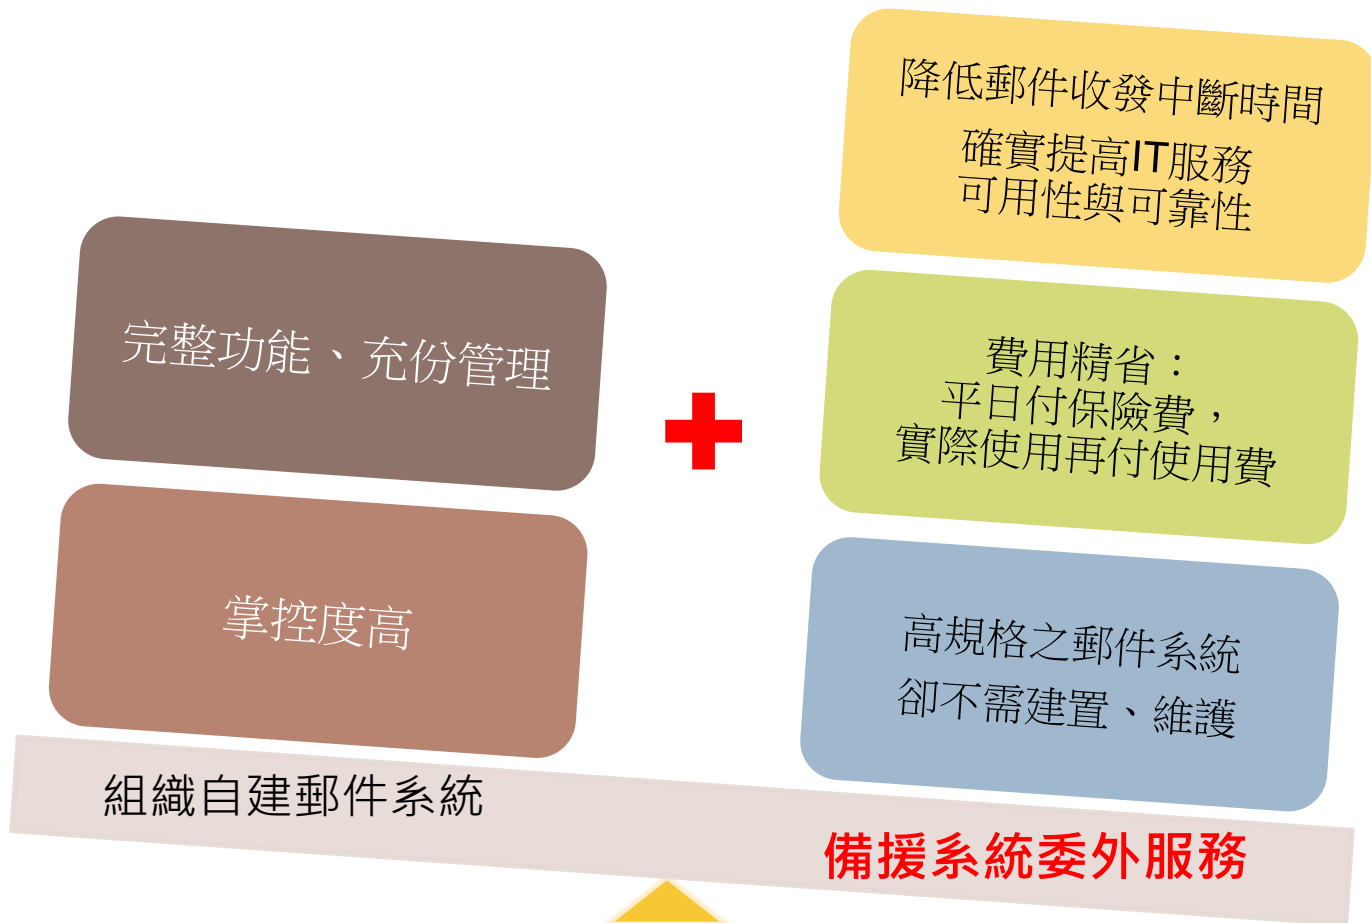 完整功能、充份管理
掌控度高
組織自建郵件系統
降低郵件收發中斷時間
確實提高IT服務
可用性與可靠性
費用精省：
平日付保險費，
實際使用再付使用費
高規格之郵件系統
卻不需建置、維護
備援系統委外服務